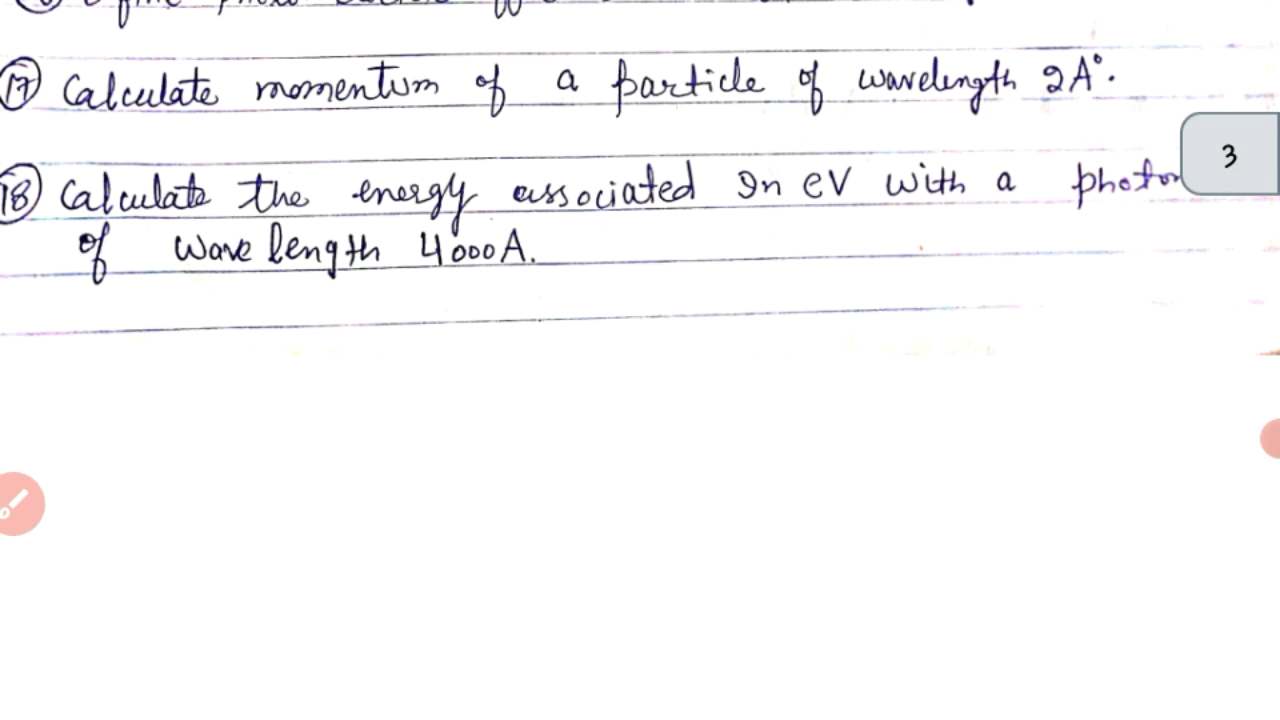 17 Calculate momentum of a particle of wavelength 2A°.
3
18 Calculate the energy associated In eV with a photon
of wave length 4000A.